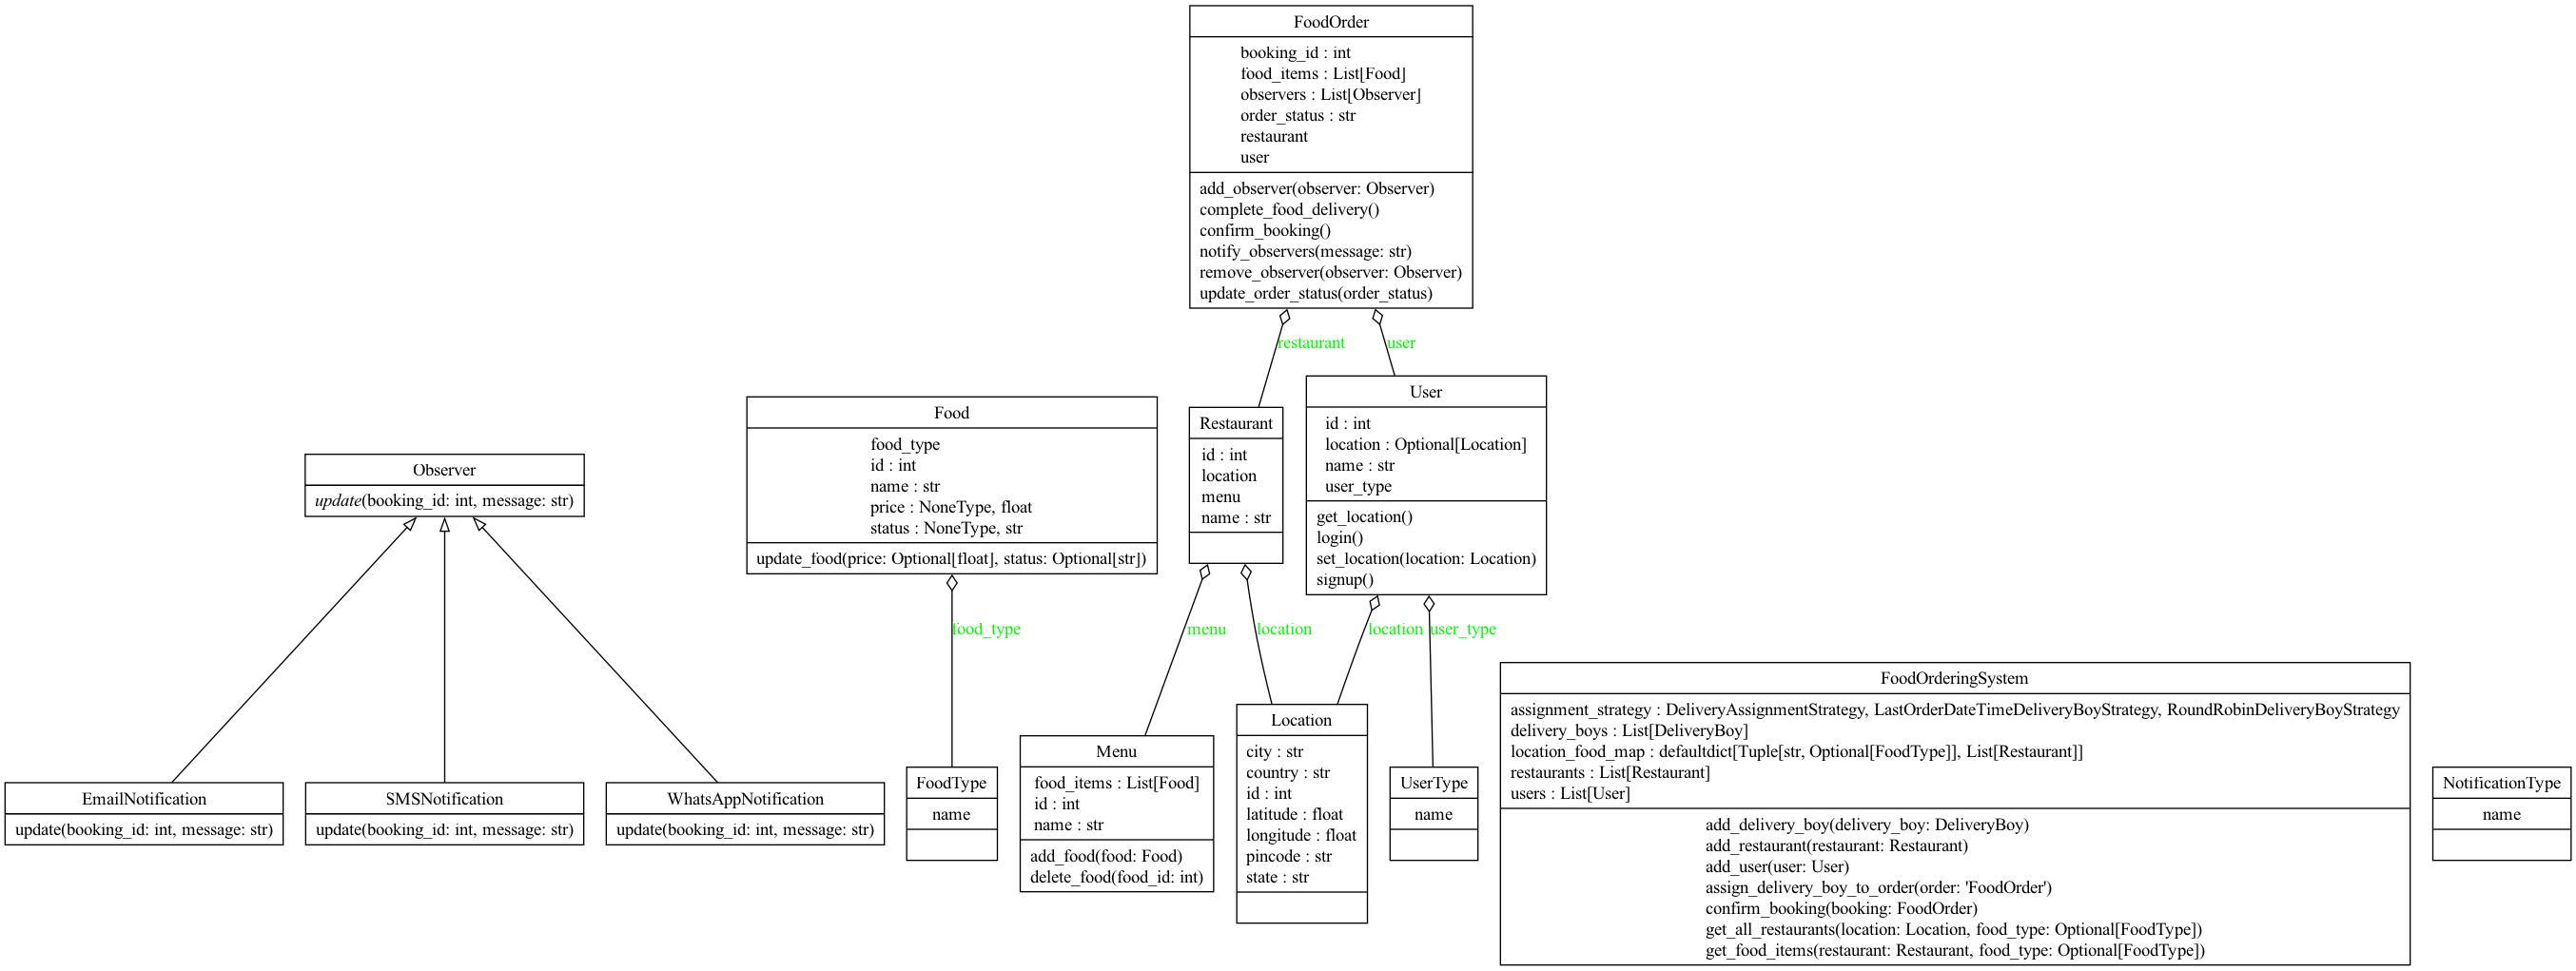 FoodOrder
booking_id : int
food_items : List[Food]
observers : List[Observer]
order_status : str
restaurant
user
add_observer(observer: Observer)
complete_food_delivery()
confirm_booking()
notify_observers(message: str)
remove_observer(observer: Observer)
update_order_status(order_status)
restaurant
user
Observer
update(booking_id: int, message: str)
Food
food_type
id : int
name : str
price : NoneType, float
status : NoneType, str
update_food(price: Optional[float], status: Optional[str])
Restaurant
id : int
location
menu
name : str
User
id : int
location : Optional[Location]
name : str
user_type
get_location()
login()
set_location(location: Location)
signup()
food_type
menu
location
location
user_type
EmailNotification
update(booking_id: int, message: str)
SMSNotification
update(booking_id: int, message: str)
WhatsAppNotification
update(booking_id: int, message: str)
FoodType
name
Menu
food_items : List[Food]
id : int
name : str
add_food(food: Food)
delete_food(food_id: int)
Location
city : str
country : str
id : int
latitude : float
longitude : float
pincode : str
state : str
UserType
name
FoodOrderingSystem
assignment_strategy : DeliveryAssignmentStrategy, LastOrderDateTimeDeliveryBoyStrategy, RoundRobinDeliveryBoyStrategy
delivery_boys : List[DeliveryBoy]
location_food_map : defaultdict[Tuple[str, Optional[FoodType]], List[Restaurant]]
restaurants : List[Restaurant]
users : List[User]
add_delivery_boy(delivery_boy: DeliveryBoy)
add_restaurant(restaurant: Restaurant)
add_user(user: User)
assign_delivery_boy_to_order(order: 'FoodOrder')
confirm_booking(booking: FoodOrder)
get_all_restaurants(location: Location, food_type: Optional[FoodType])
get_food_items(restaurant: Restaurant, food_type: Optional[FoodType])
NotificationType
name